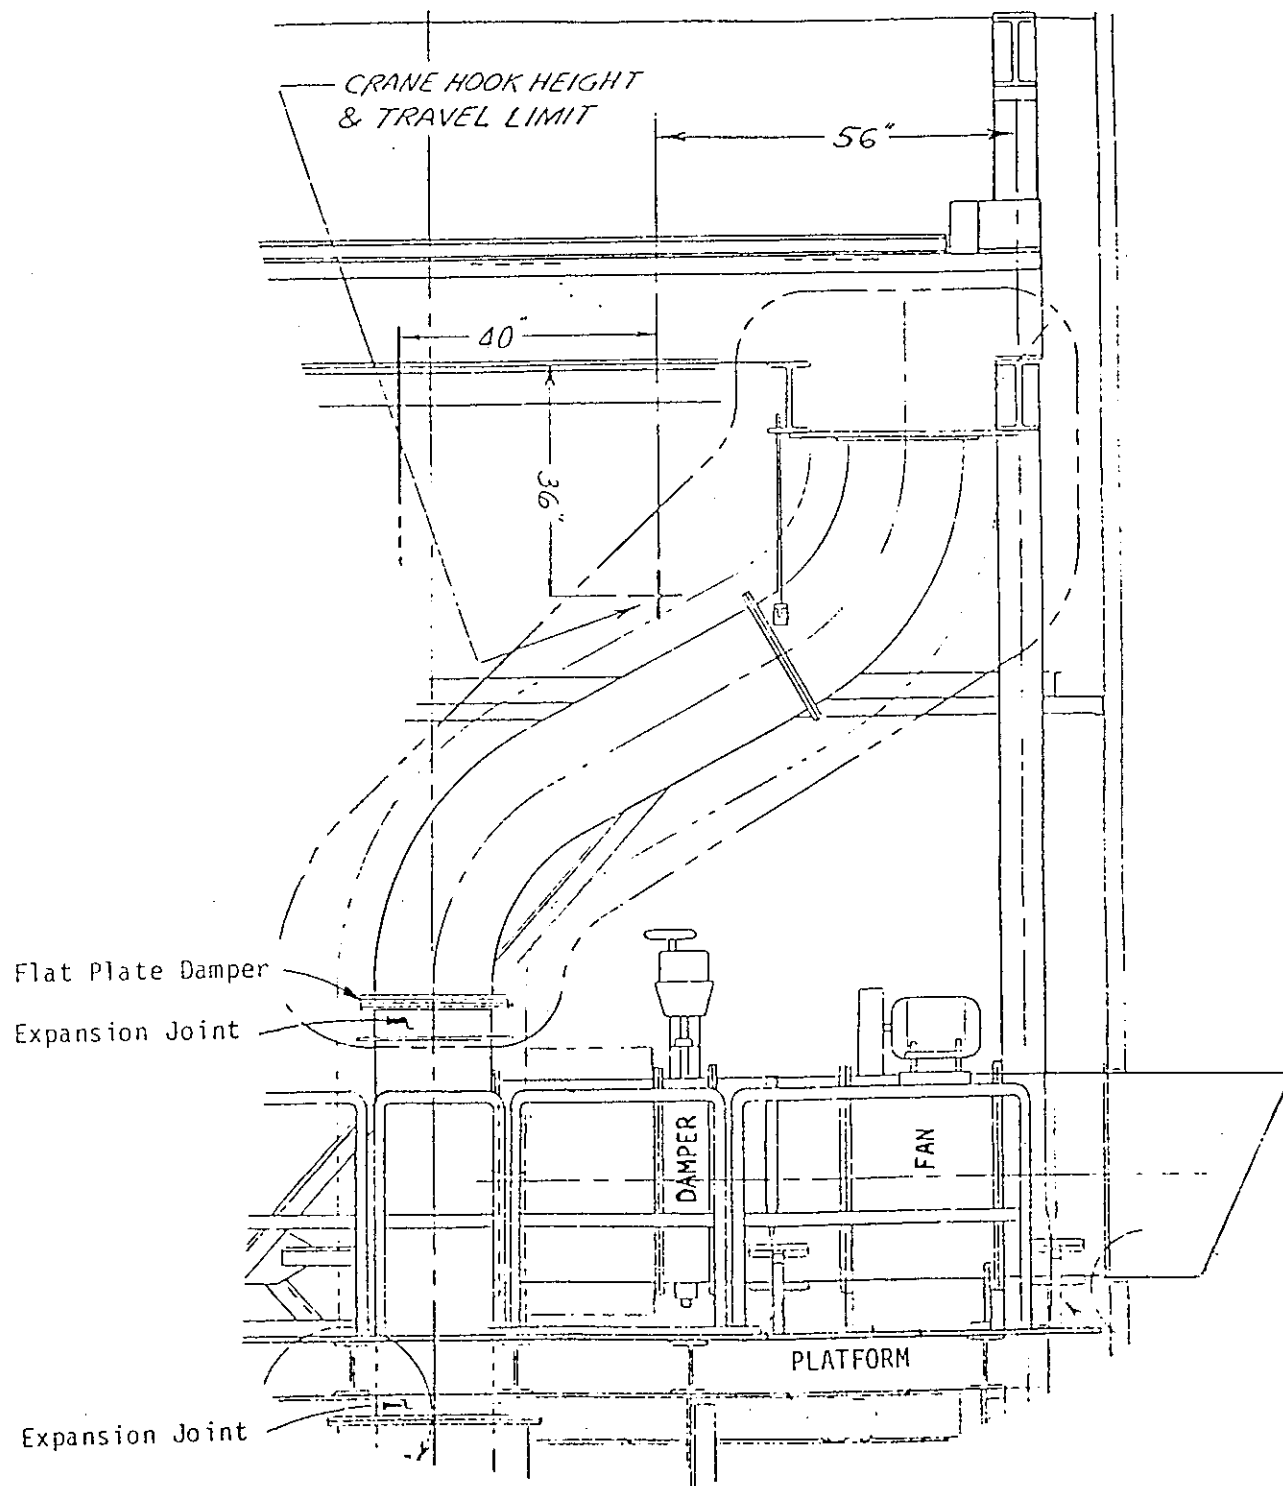 CRANE HOOK HEIGHT
& TRAVEL LIMIT
56"
40"
36"
Flat Plate Damper
Expansion Joint
DAMPER
FAN
PLATFORM
Expansion Joint